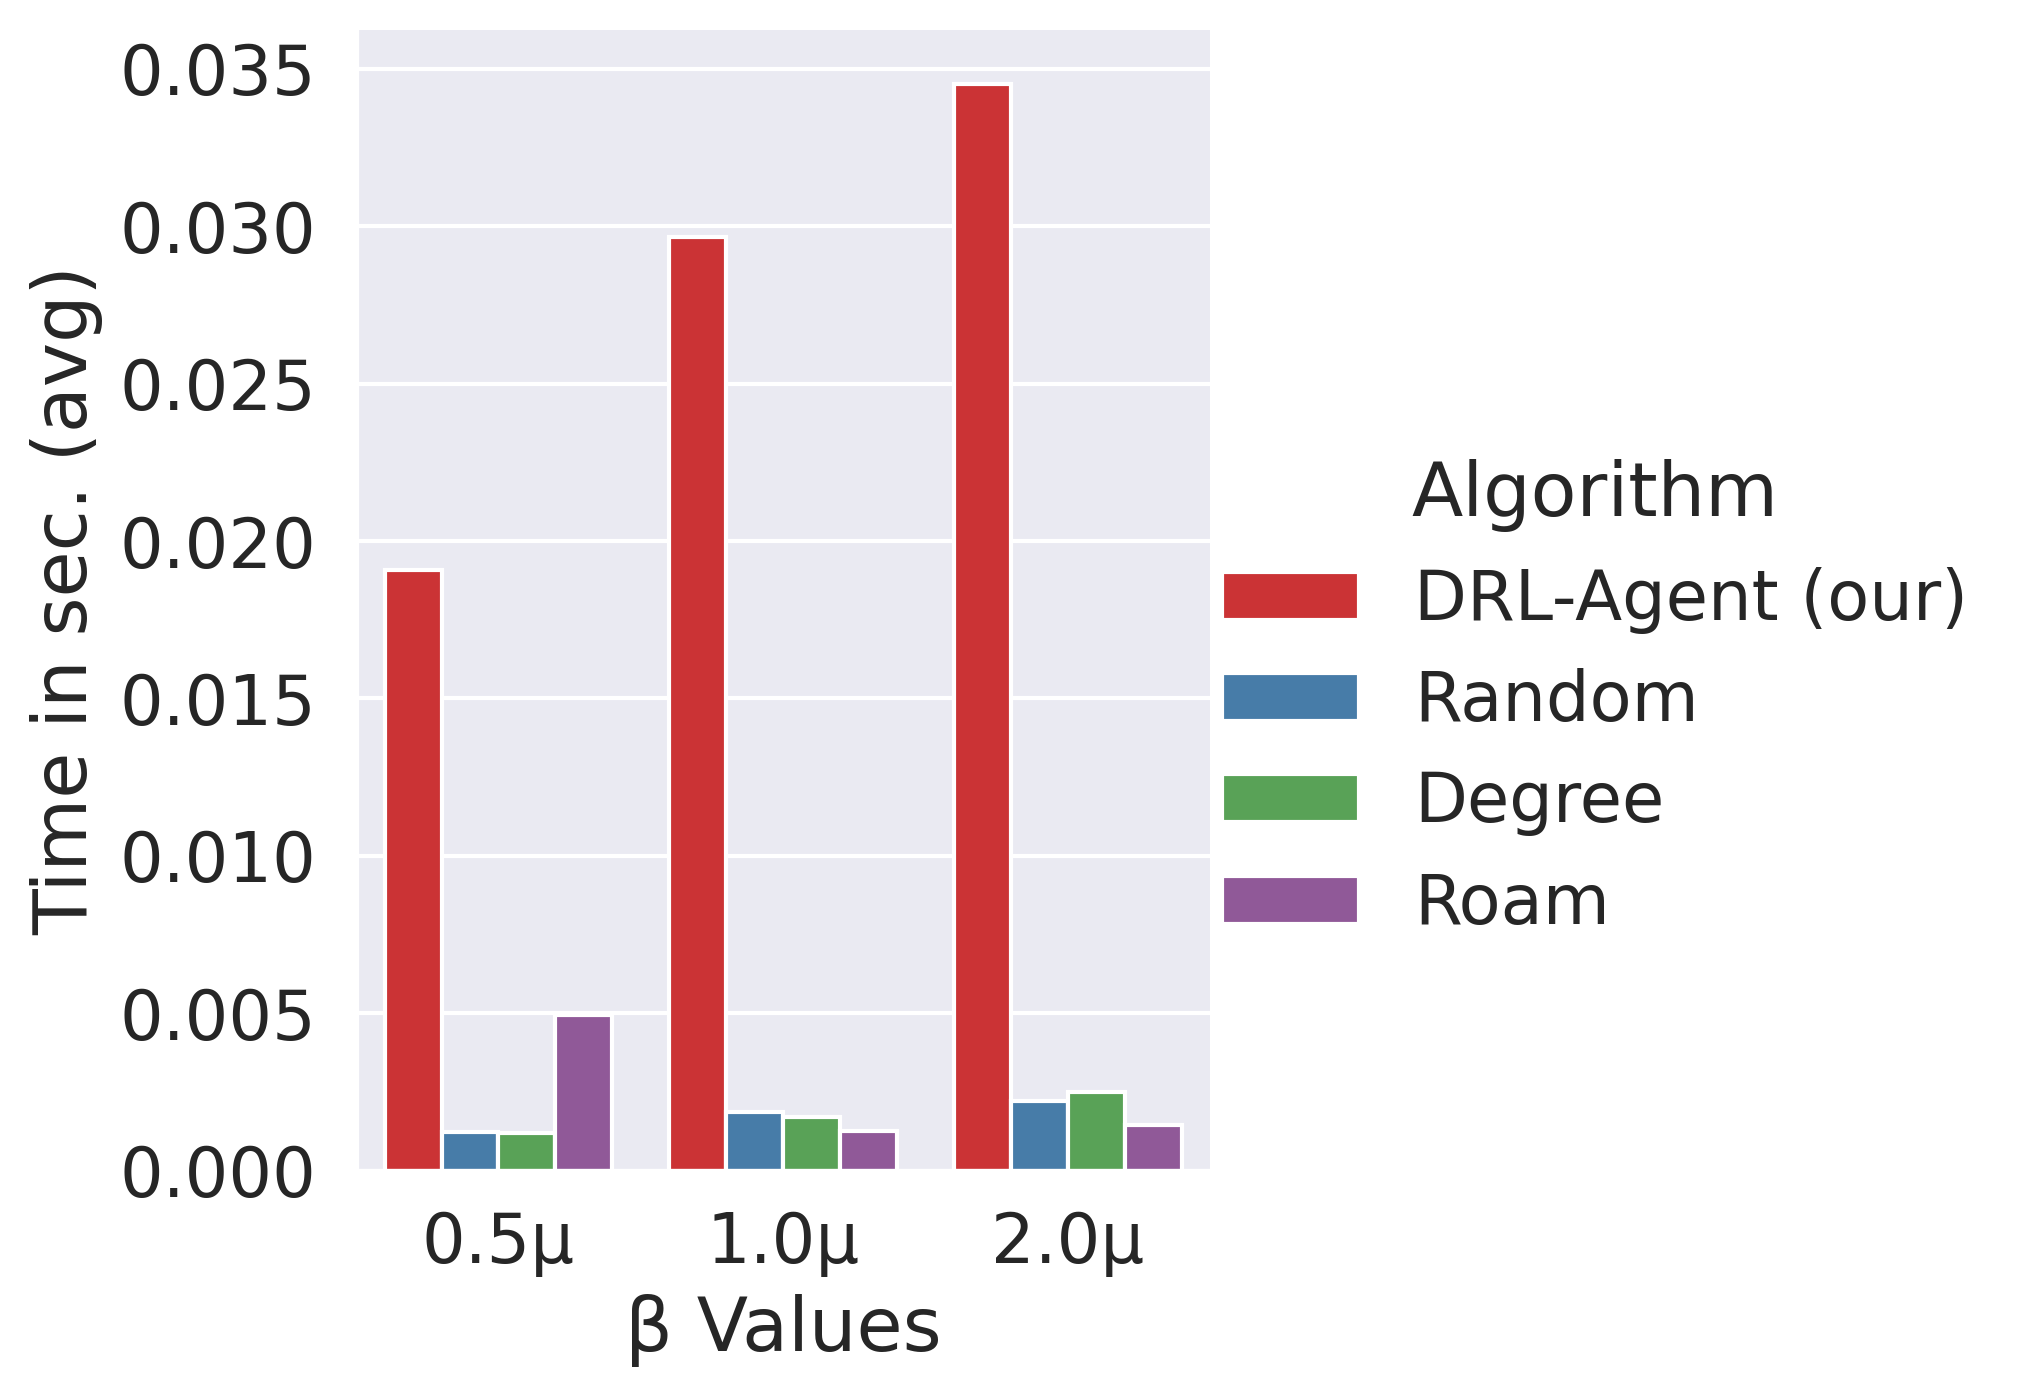 0.035
0.030
0.025
0.020
0.015
0.010
0.005
0.000
Time in sec. (avg)
0.5µ 1.0µ 2.0µ
β Values
Algorithm
DRL-Agent (our)
Random
Degree
Roam